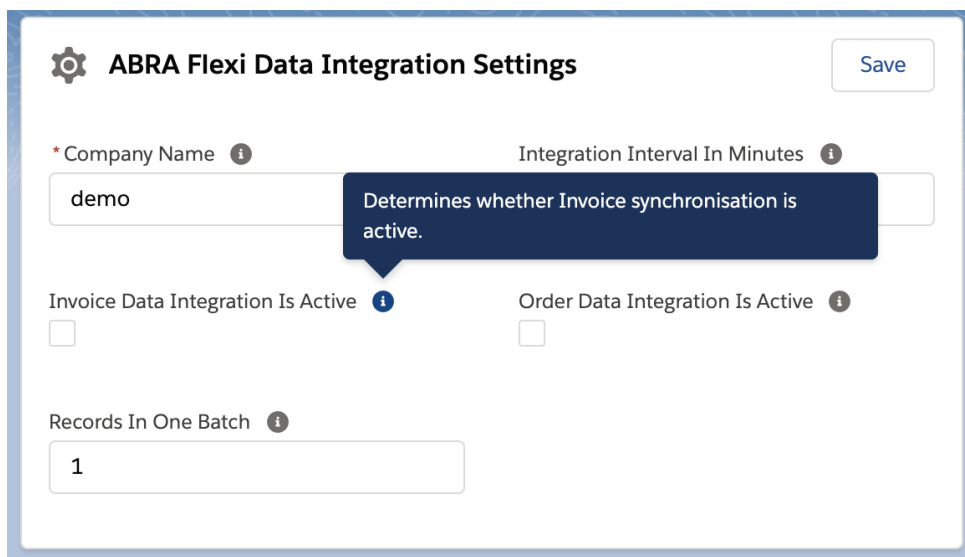 ABRA Flexi Data Integration Settings
Save
* Company Name
Integration Interval In Minutes
demo
Determines whether Invoice synchronisation is
active.
Invoice Data Integration Is Active
Order Data Integration Is Active
Records In One Batch
1